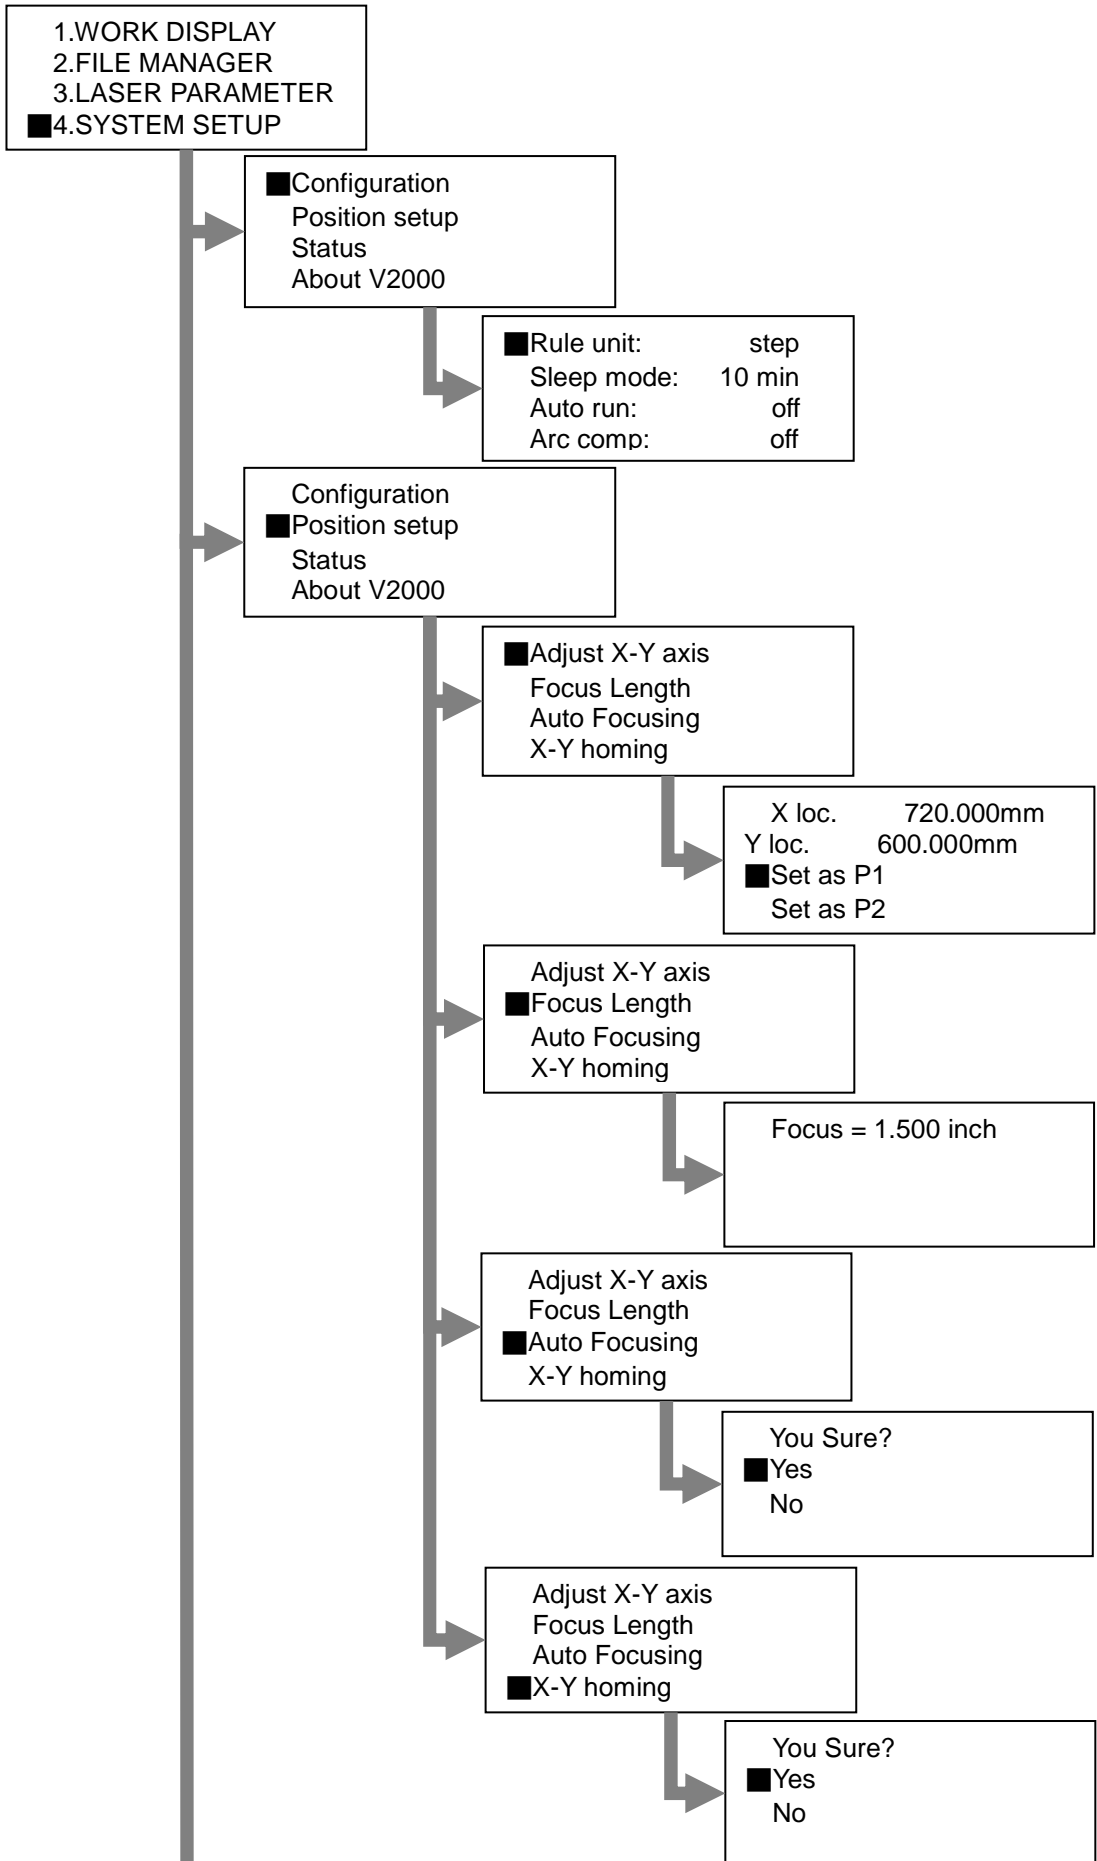 1.WORK DISPLAY
2.FILE MANAGER
3.LASER PARAMETER
4.SYSTEM SETUP
Configuration
Position setup
Status
About V2000
Rule unit: step
Sleep mode: 10 min
Auto run: off
Arc comp: off
Configuration
Position setup
Status
About V2000
Adjust X-Y axis
Focus Length
Auto Focusing
X-Y homing
X loc. 720.000mm
Y loc. 600.000mm
Set as P1
Set as P2
Adjust X-Y axis
Focus Length
Auto Focusing
X-Y homing
Focus = 1.500 inch
Adjust X-Y axis
Focus Length
Auto Focusing
X-Y homing
You Sure?
Yes
No
Adjust X-Y axis
Focus Length
Auto Focusing
X-Y homing
You Sure?
Yes
No